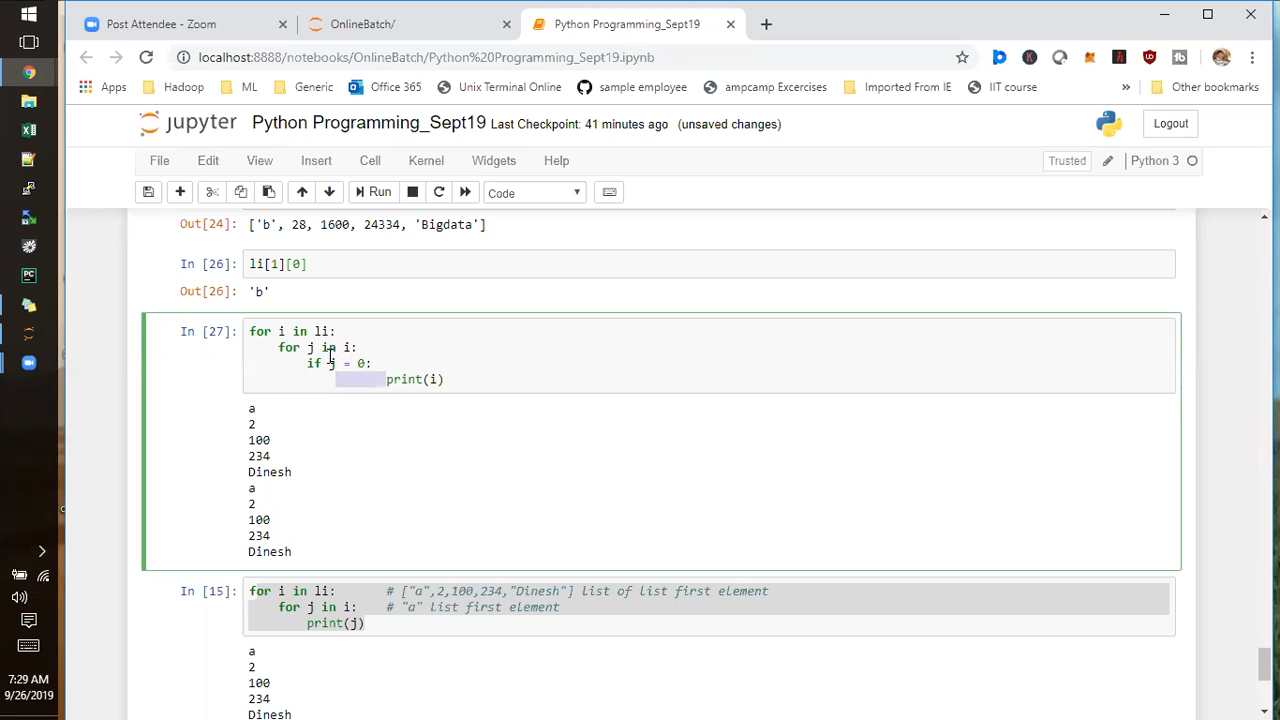 Post Attendee - Zoom
OnlineBatch/
Python Programming_Sept19
localhost:8888/notebooks/OnlineBatch/Python%20Programming_Sept19.ipynb
Apps
Hadoop
ML
Generic
Office 365
Unix Terminal Online
sample employee
ampcamp Excercises
Imported From IE
IIT course
»
Other bookmarks
jupyter
Python Programming_Sept19
Last Checkpoint: 41 minutes ago
(unsaved changes)
Logout
File
Edit
View
Insert
Cell
Kernel
Widgets
Help
Trusted
Python 3
Run
Code
Out[24]: ['b', 28, 1600, 24334, 'Bigdata']
In [26]: li[1][0]
Out[26]: 'b'
In [27]: for i in li:
for j in i:
if j = 0:
print(i)
a
2
100
234
Dinesh
a
2
100
234
Dinesh
In [15]: for i in li: # ["a",2,100,234,"Dinesh"] list of list first element
for j in i: # "a" list first element
print(j)
a
2
100
234
Dinesh
7:29 AM
9/26/2019